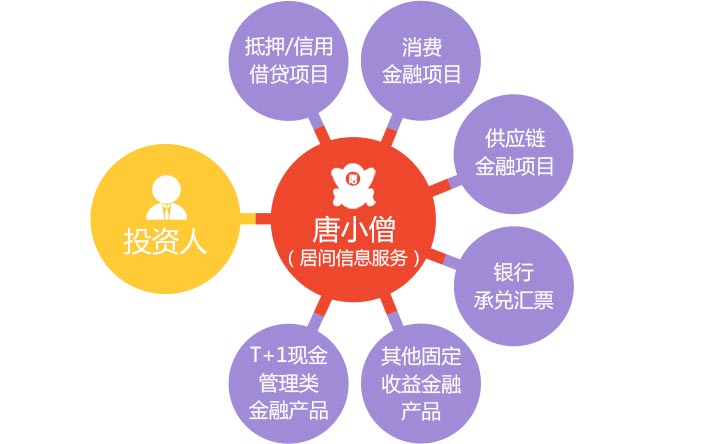 抵押/信用
借贷项目
消费
金融项目
供应链
金融项目
投资人
唐小僧
（居间信息服务）
银行
承兑汇票
T+1现金
管理类
金融产品
其他固定
收益金融
产品